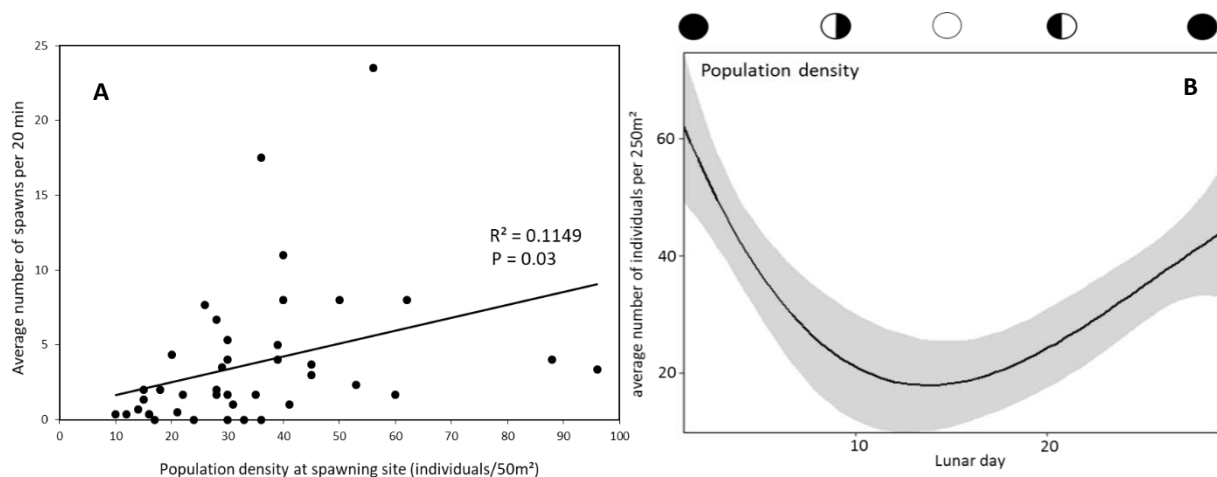 A
Average number of spawns per 20 min
25
20
15
10
5
0
R² = 0.1149
P = 0.03
0 10 20 30 40 50 60 70 80 90 100
Population density at spawning site (individuals/50m²)
Population density
B
average number of individuals per 250m²
60
40
20
10 20
Lunar day